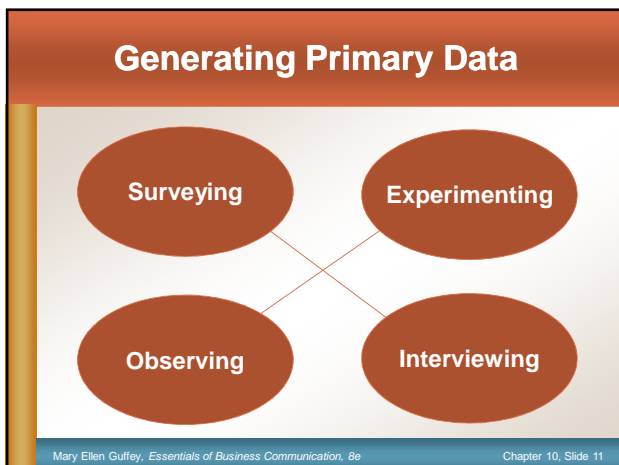 Generating Primary Data
Surveying
Experimenting
Observing
Interviewing
Mary Ellen Guffey, Essentials of Business Communication, 8e
Chapter 10, Slide 11